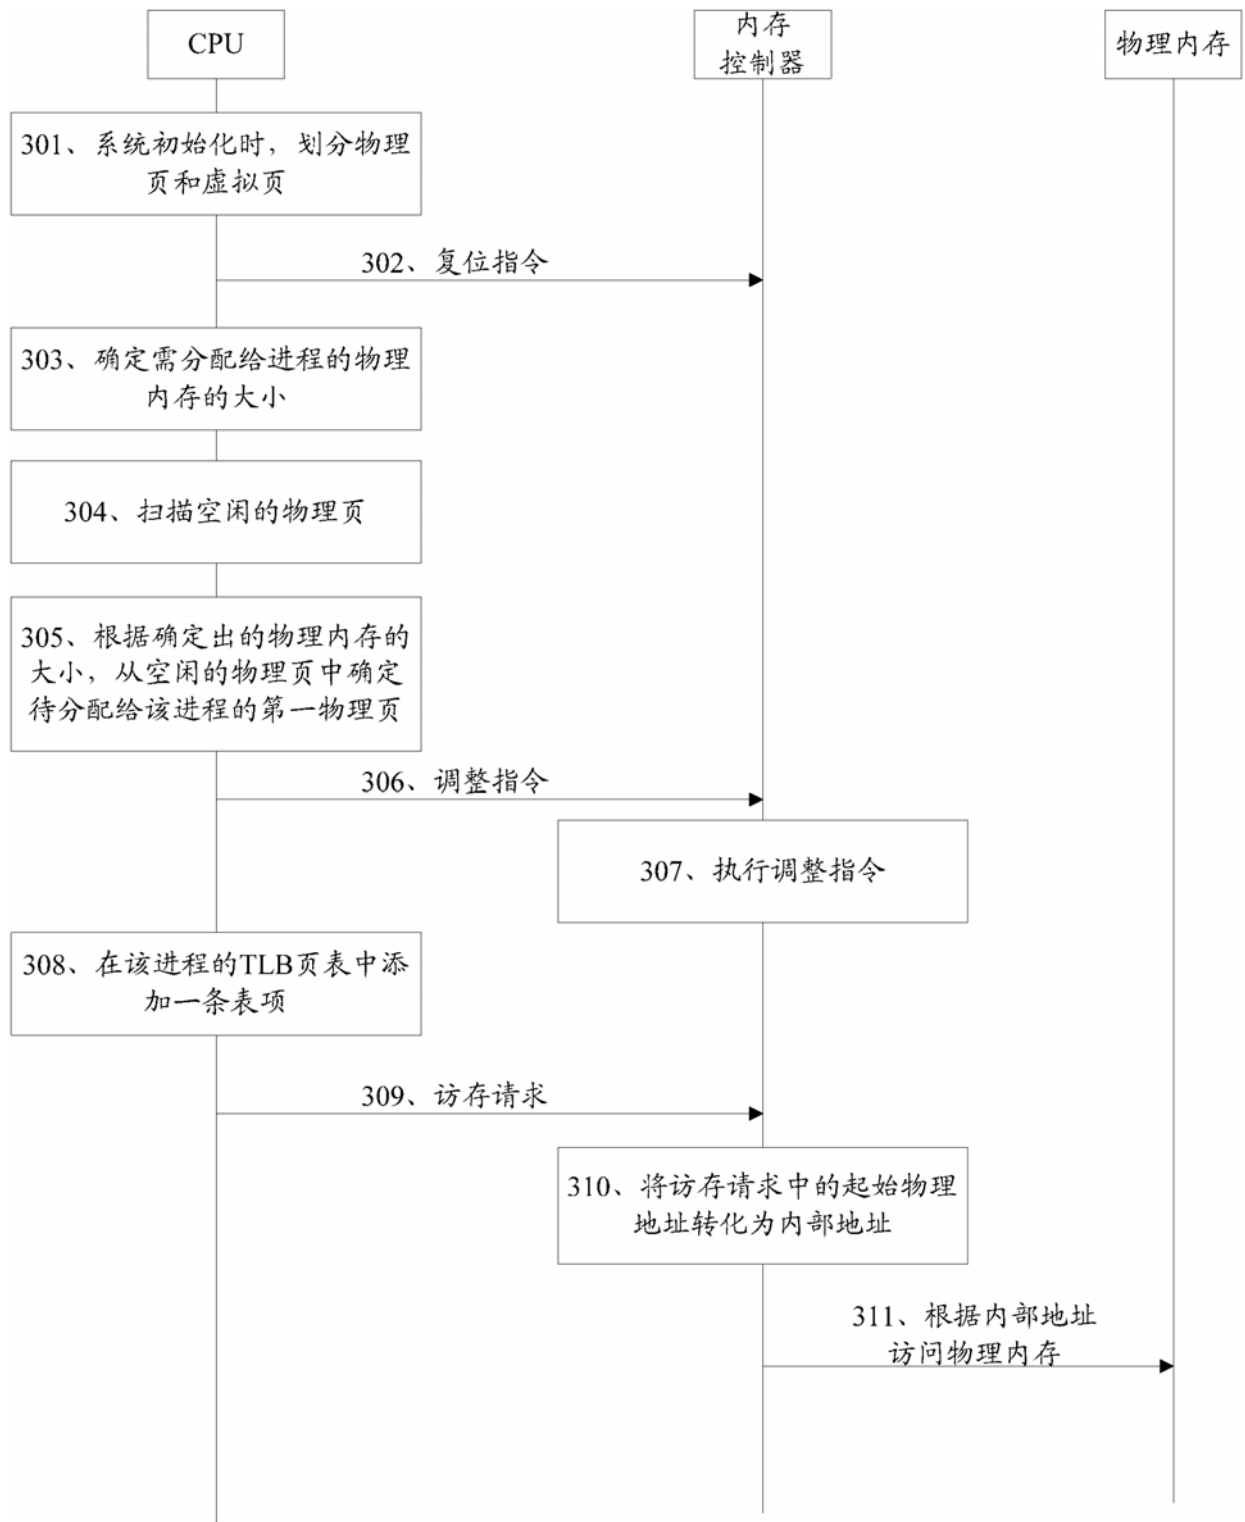 CPU
内存
控制器
物理内存
301、系统初始化时，划分物理
页和虚拟页
302、复位指令
303、确定需分配给进程的物理
内存的大小
304、扫描空闲的物理页
305、根据确定出的物理内存的
大小，从空闲的物理页中确定
待分配给该进程的第一物理页
306、调整指令
307、执行调整指令
308、在该进程的TLB页表中添
加一条表项
309、访存请求
310、将访存请求中的起始物理
地址转化为内部地址
311、根据内部地址
访问物理内存